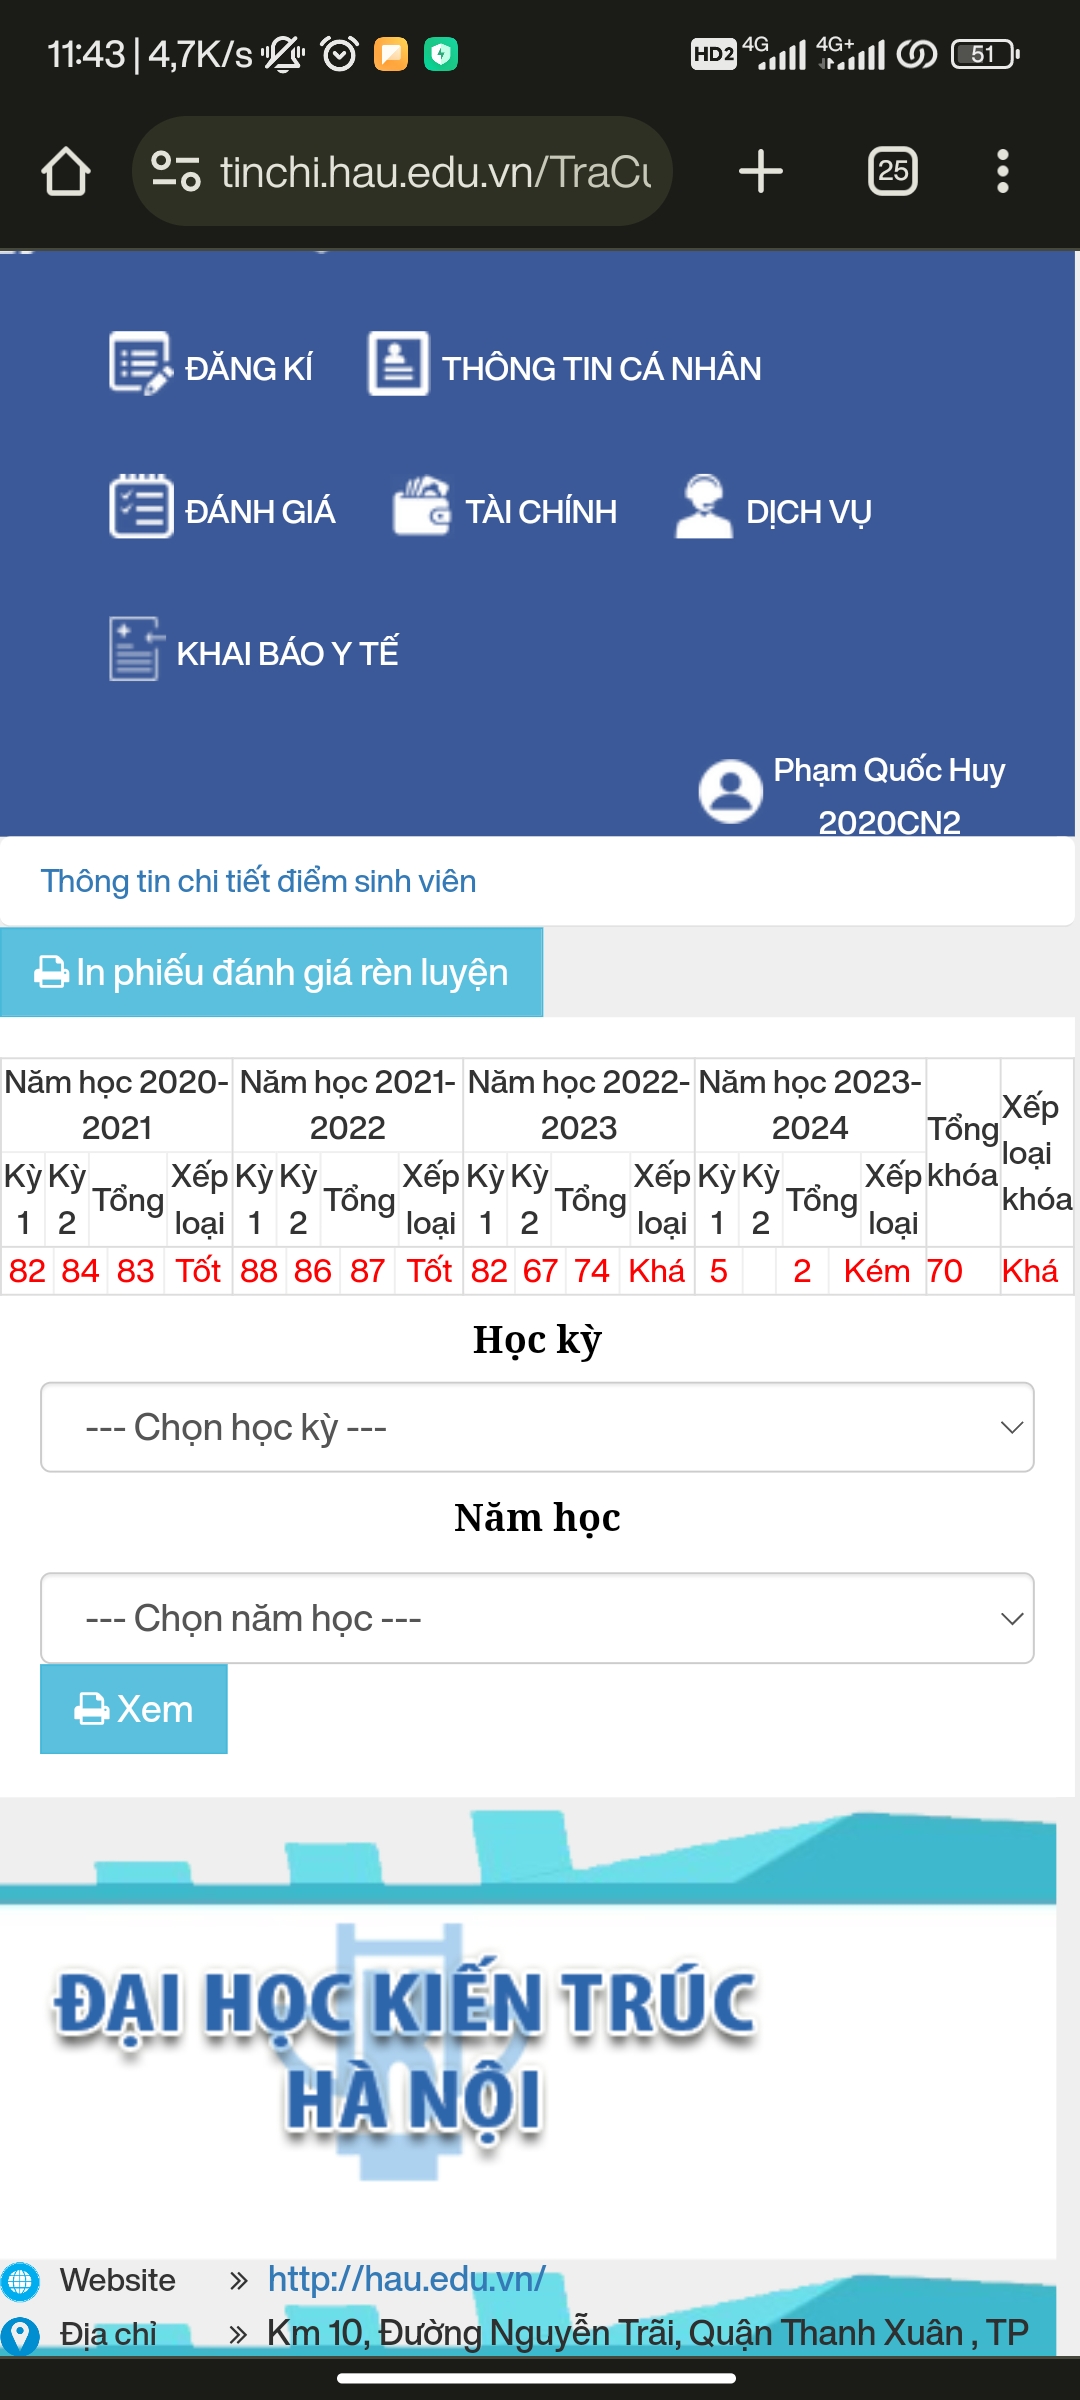 11:43 | 4,7K/s HD2 4G 4G+ 51
tinchi.hau.edu.vn/TraCu 25
ĐĂNG KÍ THÔNG TIN CÁ NHÂN
ĐÁNH GIÁ TÀI CHÍNH DỊCH VỤ
KHAI BÁO Y TẾ
Phạm Quốc Huy
2020CN2
Thông tin chi tiết điểm sinh viên
In phiếu đánh giá rèn luyện
Năm học 2020-2021 Năm học 2021-2022 Năm học 2022-2023 Năm học 2023-2024 Tổng khóa Xếp loại khóa
Kỳ 1 Kỳ 2 Tổng Xếp loại Kỳ 1 Kỳ 2 Tổng Xếp loại Kỳ 1 Kỳ 2 Tổng Xếp loại Kỳ 1 Kỳ 2 Tổng Xếp loại
82 84 83 Tốt 88 86 87 Tốt 82 67 74 Khá 5 2 Kém 70 Khá
Học kỳ
--- Chọn học kỳ ---
Năm học
--- Chọn năm học ---
Xem
ĐẠI HỌC KIẾN TRÚC
HÀ NỘI
Website » http://hau.edu.vn/
Địa chỉ » Km 10, Đường Nguyễn Trãi, Quận Thanh Xuân , TP